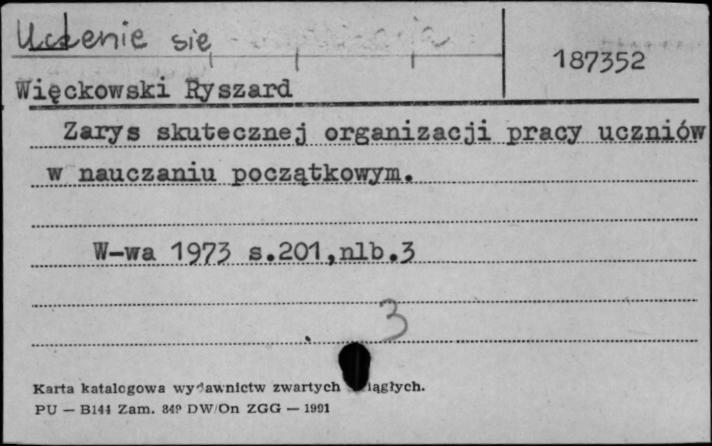 Uczenie się
187352
Więckowski Ryszard
Zarys skutecznej organizacji pracy uczniów
w nauczaniu początkowym.
W-wa 1973 s.201,nlb.3
3
Karta katalogowa wydawnictw zwartych ciągłych.
PU — B144 Zam. 849 DW/On ZGG — 1991